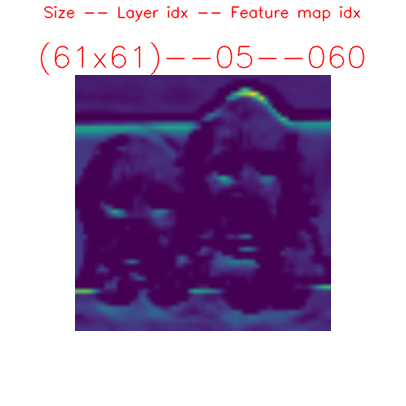 Size -- Layer idx -- Feature map idx
(61x61)--05--060